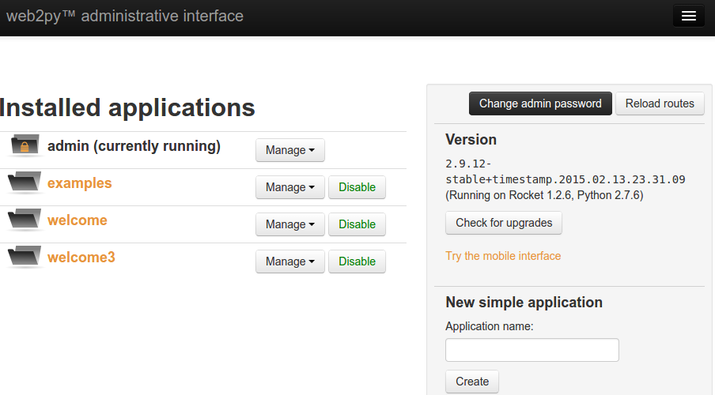 web2py™ administrative interface
Installed applications
admin (currently running)
Manage
examples
Manage
Disable
welcome
Manage
Disable
welcome3
Manage
Disable
Change admin password
Reload routes
Version
2.9.12-
stable+timestamp.2015.02.13.23.31.09
(Running on Rocket 1.2.6, Python 2.7.6)
Check for upgrades
Try the mobile interface
New simple application
Application name:
Create